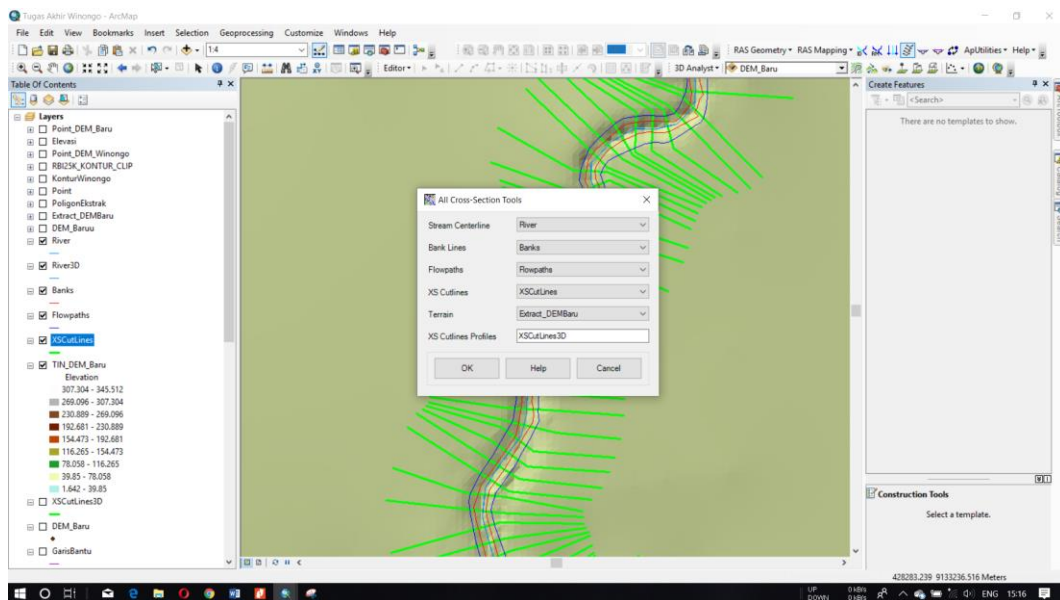 Tugas Akhir Winongo - ArcMap
File Edit View Bookmarks Insert Selection Geoprocessing Customize Windows Help
1:4
RAS Geometry RAS Mapping ApUtilities Help
Editor 3D Analyst DEM_Baru
Table Of Contents
Layers
Point_DEM_Baru
Elevasi
Point_DEM_Winongo
RBI25K_KONTUR_CLIP
KonturWinongo
Point
PoligonEkstrak
Extract_DEMBaru
DEM_Baruu
River
River3D
Banks
Flowpaths
XSCutLines
TIN_DEM_Baru
Elevation
307.304 - 345.512
269.096 - 307.304
230.889 - 269.096
192.681 - 230.889
154.473 - 192.681
116.265 - 154.473
78.058 - 116.265
39.85 - 78.058
1.642 - 39.85
XSCutLines3D
DEM_Baru
GarisBantu
All Cross-Section Tools
Stream Centerline River
Bank Lines Banks
Flowpaths Flowpaths
XS Cutlines XSCutLines
Terrain Extract_DEMBaru
XS Cutlines Profiles XSCutLines3D
OK Help Cancel
Create Features
<Search>
There are no templates to show.
Construction Tools
Select a template.
428283.239 9133236.516 Meters
UP 0 kB/s
DOWN 0 kB/s
ENG 15:16